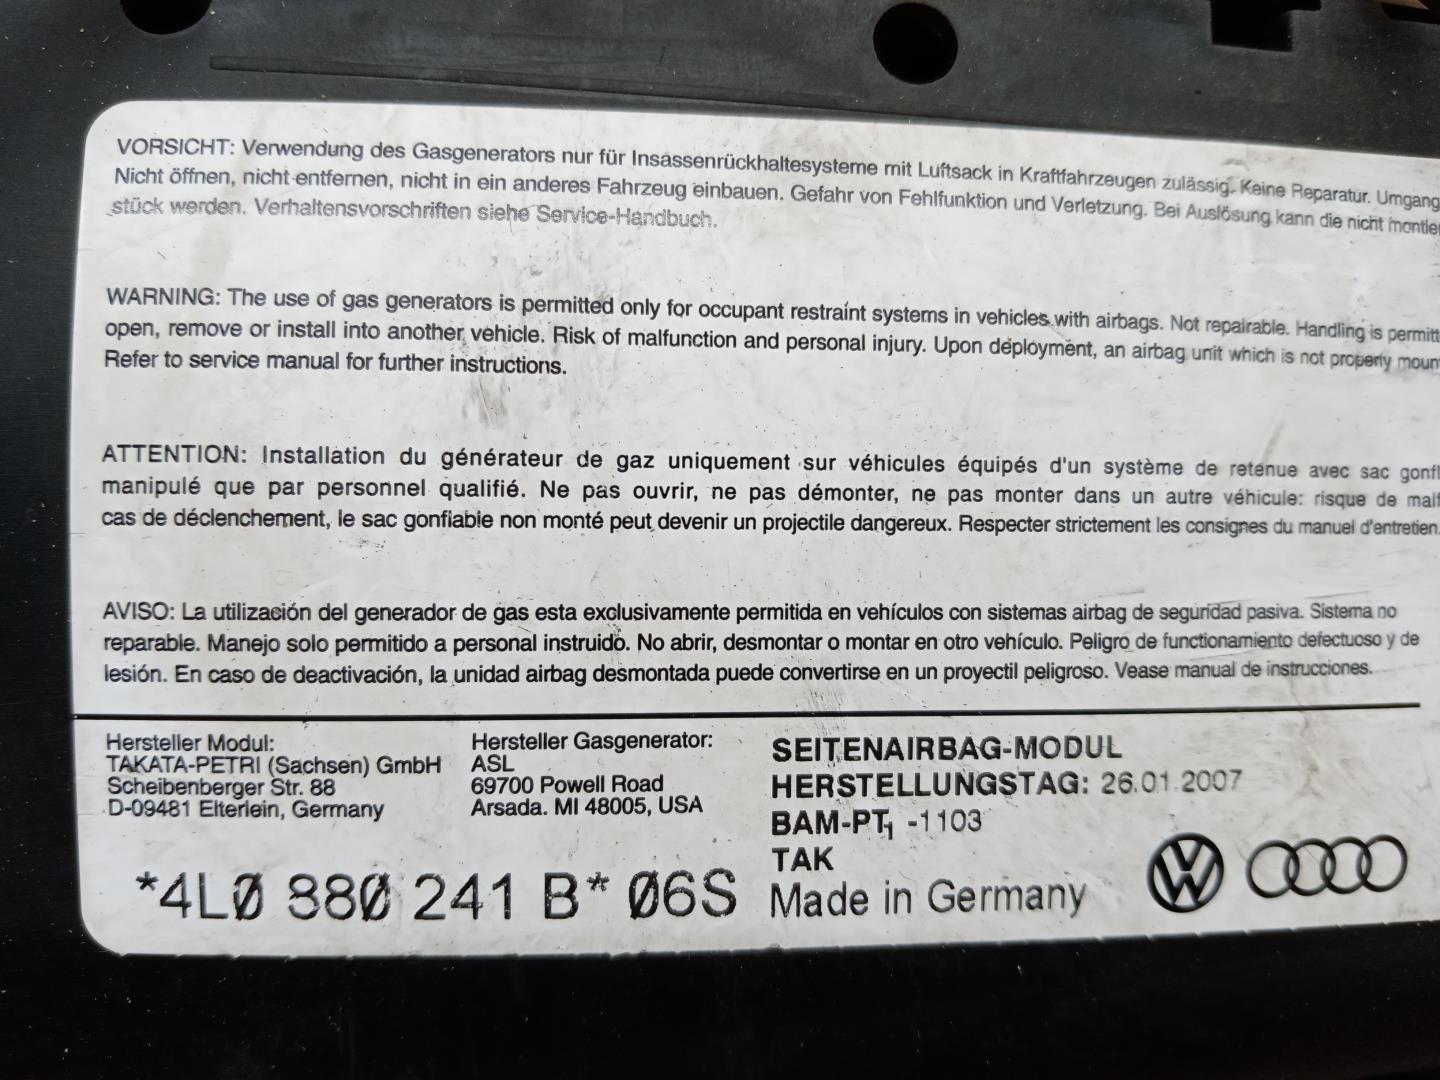 VORSICHT: Verwendung des Gasgenerators nur für Insassenrückhaltesysteme mit Luftsack in Kraftfahrzeugen zulässig. Keine Reparatur. Umgang
Nicht öffnen, nicht entfernen, nicht in ein anderes Fahrzeug einbauen. Gefahr von Fehlfunktion und Verletzung. Bei Auslösung kann die nicht montie
stück werden. Verhaltensvorschriften siehe Service-Handbuch.
WARNING: The use of gas generators is permitted only for occupant restraint systems in vehicles with airbags. Not repairable. Handling is permitt
open, remove or install into another vehicle. Risk of malfunction and personal injury. Upon deployment, an airbag unit which is not properly moun
Refer to service manual for further instructions.
ATTENTION: Installation du générateur de gaz uniquement sur véhicules équipés d'un système de retenue avec sac gonfl
manipulé que par personnel qualifié. Ne pas ouvrir, ne pas démonter, ne pas monter dans un autre véhicule: risque de malf
cas de déclenchement, le sac gonflable non monté peut devenir un projectile dangereux. Respecter strictement les consignes du manuel d'entretien.
AVISO: La utilización del generador de gas esta exclusivamente permitida en vehículos con sistemas airbag de seguridad pasiva. Sistema no
reparable. Manejo solo permitido a personal instruido. No abrir, desmontar o montar en otro vehículo. Peligro de functionamiento defectuoso y de
lesión. En caso de deactivación, la unidad airbag desmontada puede convertirse en un proyectil peligroso. Vease manual de instrucciones.
Hersteller Modul:
TAKATA-PETRI (Sachsen) GmbH
Scheibenberger Str. 88
D-09481 Elterlein, Germany
Hersteller Gasgenerator:
ASL
69700 Powell Road
Arsada. MI 48005, USA
SEITENAIRBAG-MODUL
HERSTELLUNGSTAG: 26.01.2007
BAM-PT1 -1103
TAK
Made in Germany
*4L0 880 241 B* 06S